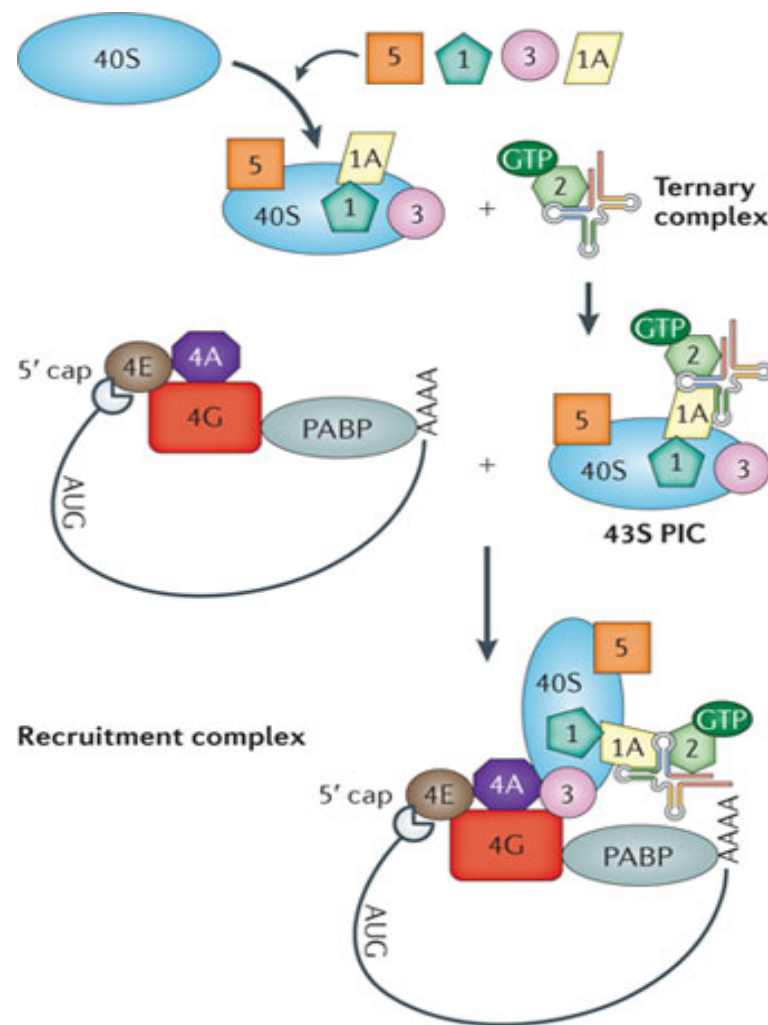 40S
5 1 3 1A
5 1A
40S 1 3
+
GTP
2
Ternary
complex
5′ cap 4E 4A
4G PABP AAAA
AUG
+
GTP
2
5 1A
40S 1 3
43S PIC
5
40S
1 1A 2 GTP
Recruitment complex
5′ cap 4E 4A 3
4G PABP AAAA
AUG